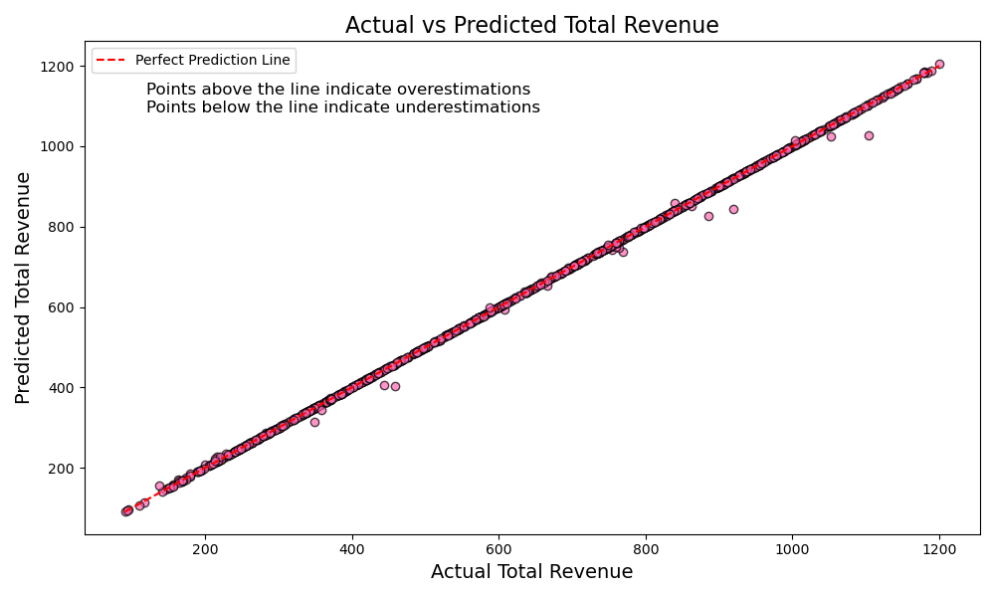 Actual vs Predicted Total Revenue
Perfect Prediction Line
Points above the line indicate overestimations
Points below the line indicate underestimations
Predicted Total Revenue
1200
1000
800
600
400
200
200 400 600 800 1000 1200
Actual Total Revenue